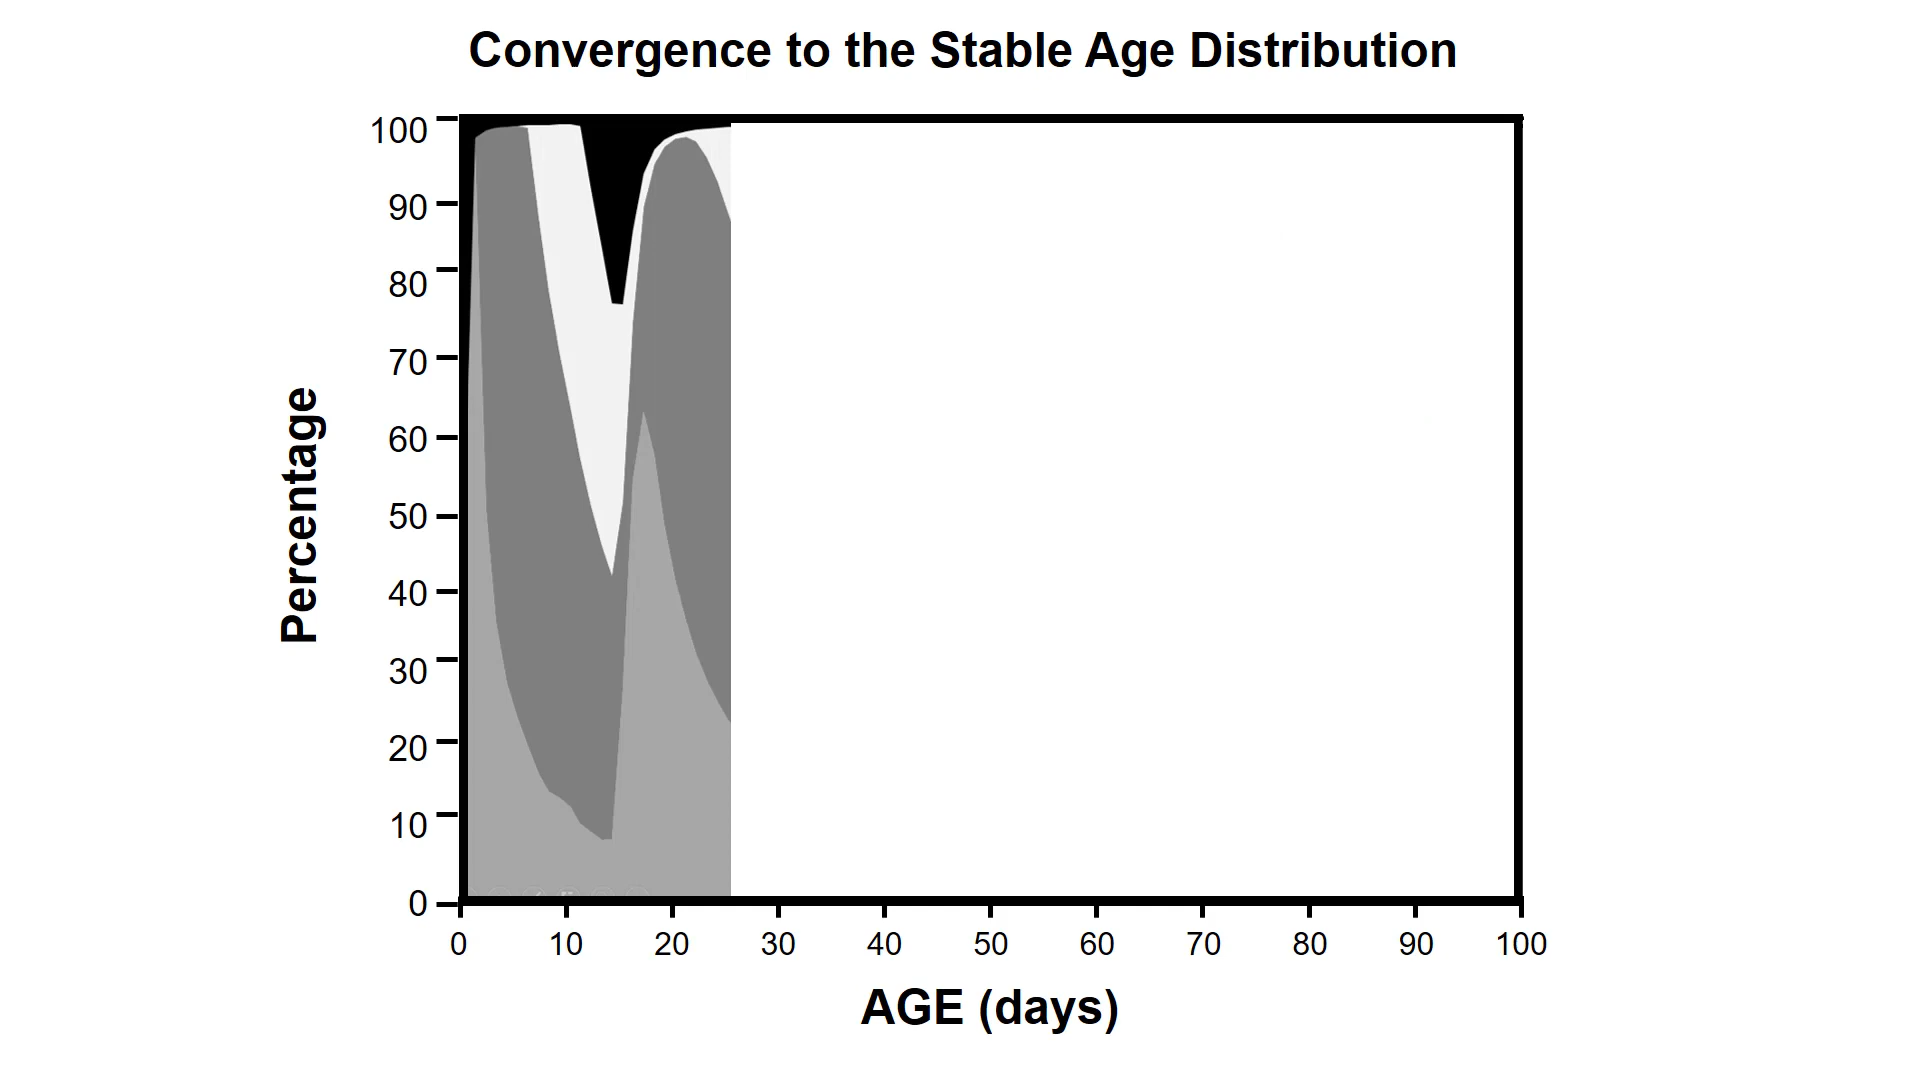 Convergence to the Stable Age Distribution
Percentage
100
90
80
70
60
50
40
30
20
10
0
0 10 20 30 40 50 60 70 80 90 100
AGE (days)